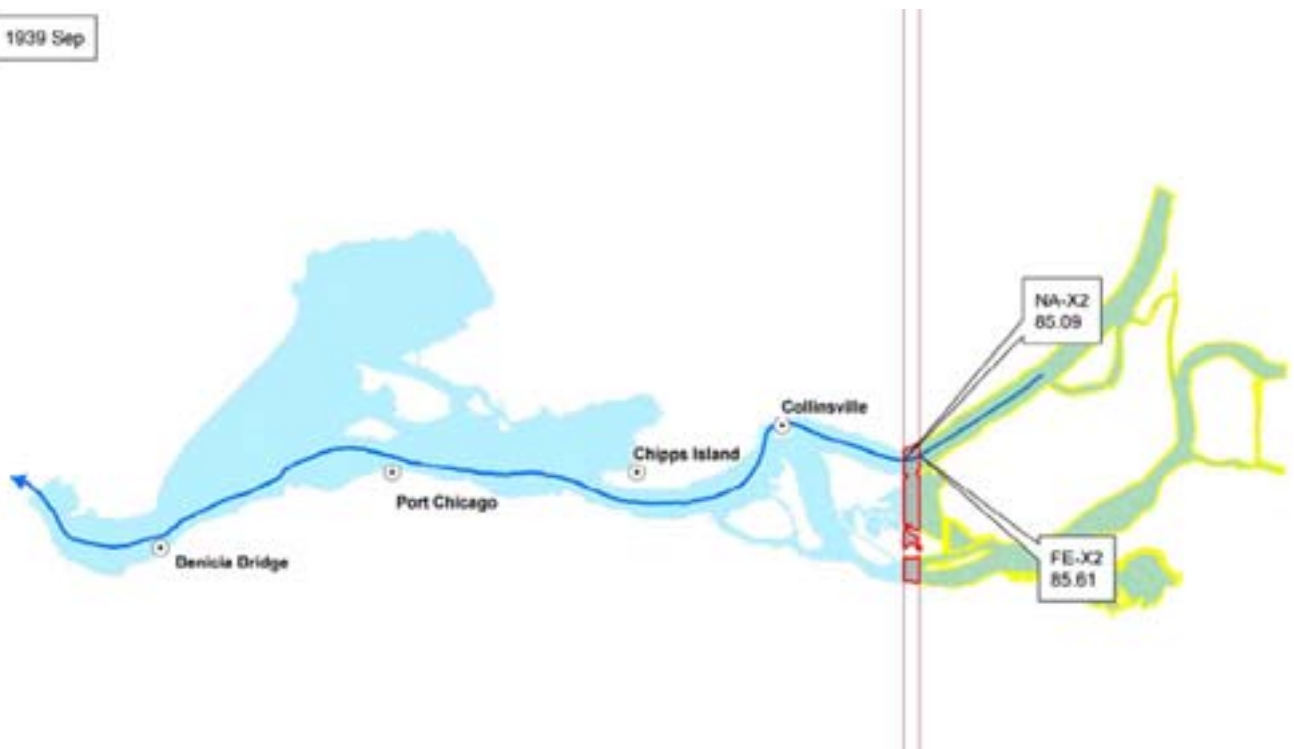 1939 Sep
NA-X2
85.09
Collinsville
Chipps Island
Port Chicago
Benicia Bridge
FE-X2
85.61